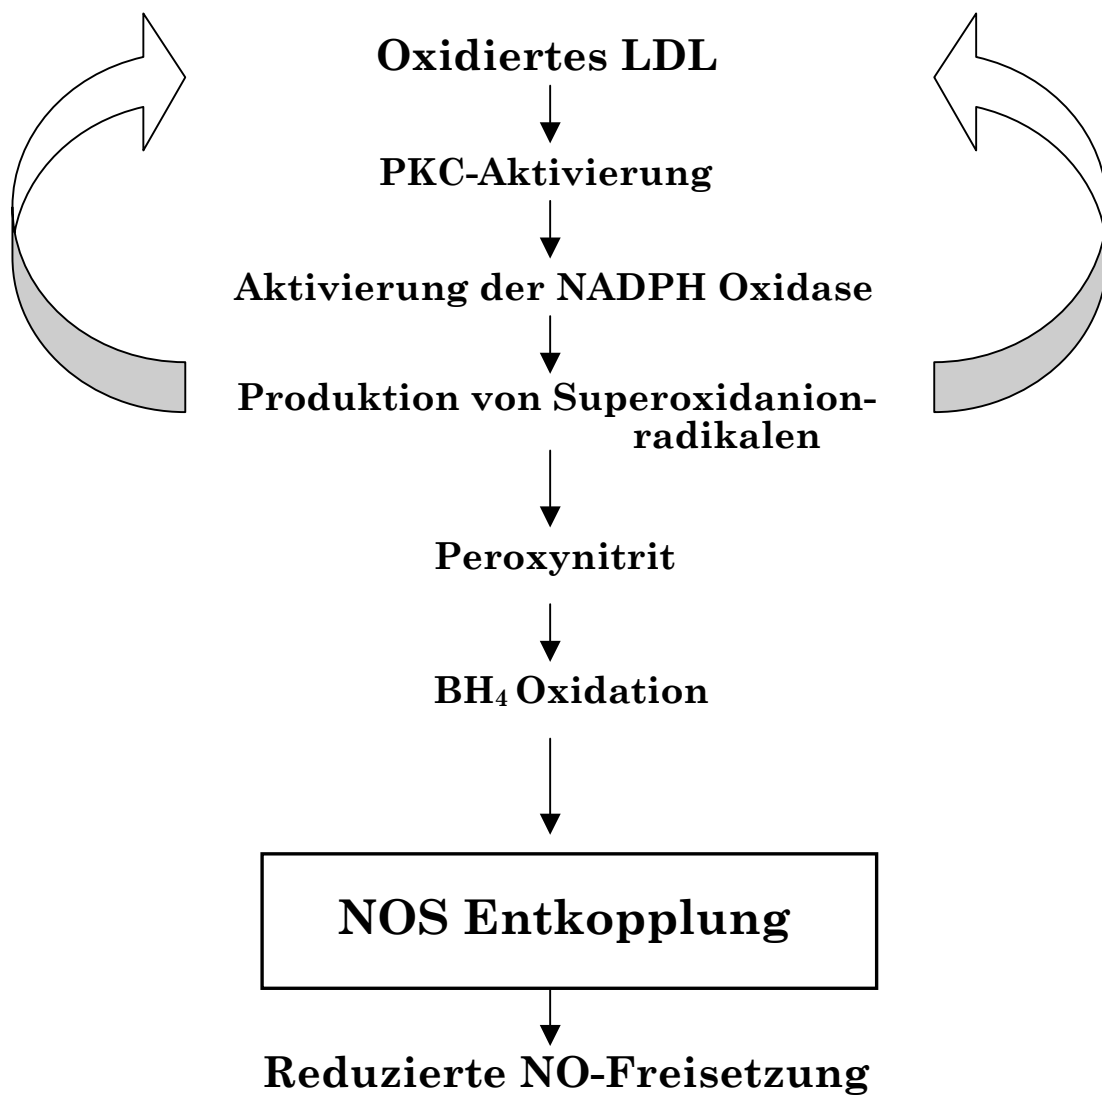 Oxidiertes LDL
PKC-Aktivierung
Aktivierung der NADPH Oxidase
Produktion von Superoxidanion-
radikalen
Peroxynitrit
BH₄ Oxidation
NOS Entkopplung
Reduzierte NO-Freisetzung